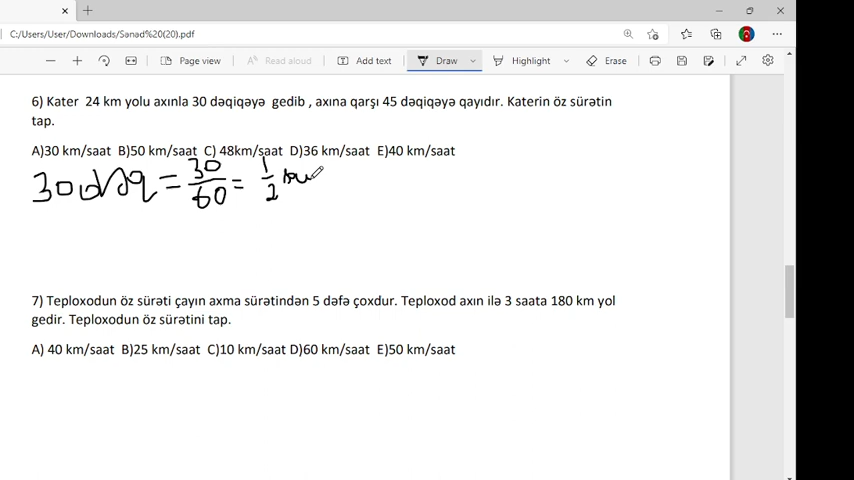 C:/Users/User/Downloads/Sənəd%20(20).pdf
Page view
Read aloud
Add text
Draw
Highlight
Erase
6) Kater 24 km yolu axınla 30 dəqiqəyə gedib , axına qarşı 45 dəqiqəyə qayıdır. Katerin öz sürətin
tap.
A)30 km/saat B)50 km/saat C) 48km/saat D)36 km/saat E)40 km/saat
30 dəq = 30/60 = 1/2
7) Teploxodun öz sürəti çayın axma sürətindən 5 dəfə çoxdur. Teploxod axın ilə 3 saata 180 km yol
gedir. Teploxodun öz sürətini tap.
A) 40 km/saat B)25 km/saat C)10 km/saat D)60 km/saat E)50 km/saat